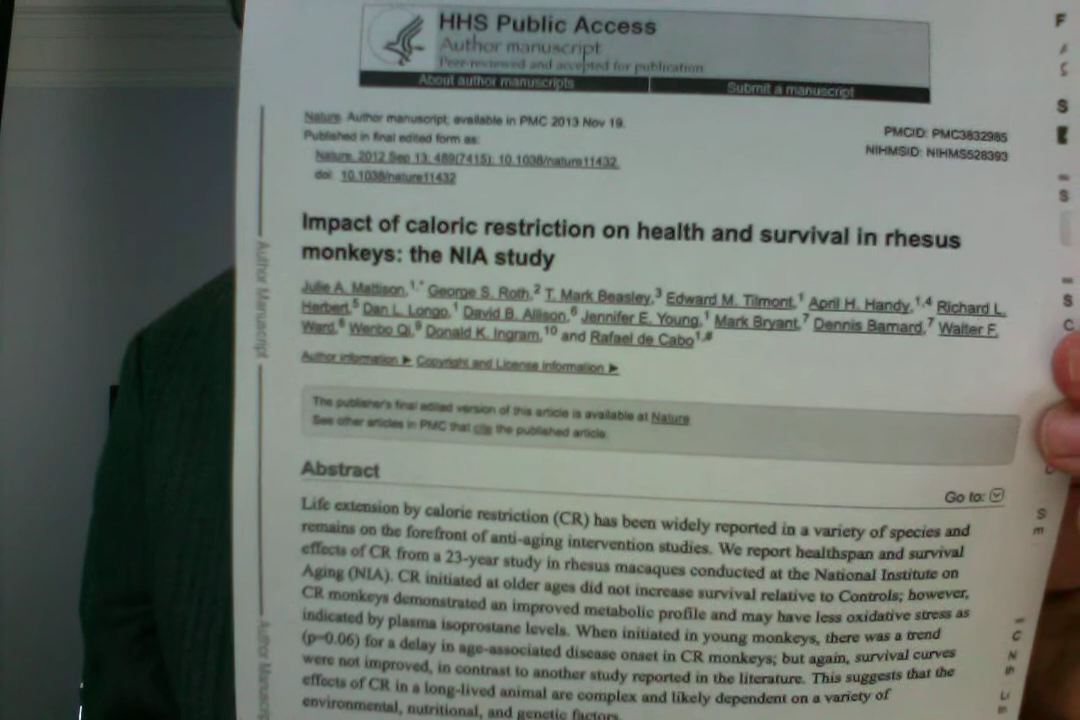 HHS Public Access
Author manuscript
Peer-reviewed and accepted for publication
About author manuscripts
Submit a manuscript
Nature. Author manuscript; available in PMC 2013 Nov 19.
Published in final edited form as:
Nature. 2012 Sep 13; 489(7415): 10.1038/nature11432.
doi: 10.1038/nature11432
PMCID: PMC3832985
NIHMSID: NIHMS528393
Impact of caloric restriction on health and survival in rhesus
monkeys: the NIA study
Julie A. Mattison,1,* George S. Roth,2 T. Mark Beasley,3 Edward M. Tilmont,1 April H. Handy,1,4 Richard L.
Herbert,5 Dan L. Longo,1 David B. Allison,6 Jennifer E. Young,1 Mark Bryant,7 Dennis Barnard,7 Walter F.
Ward,8 Wenbo Qi,9 Donald K. Ingram,10 and Rafael de Cabo1,#
Author information ▶ Copyright and License information ▶
The publisher's final edited version of this article is available at Nature
See other articles in PMC that cite the published article.
Abstract
Go to:
Life extension by caloric restriction (CR) has been widely reported in a variety of species and
remains on the forefront of anti-aging intervention studies. We report healthspan and survival
effects of CR from a 23-year study in rhesus macaques conducted at the National Institute on
Aging (NIA). CR initiated at older ages did not increase survival relative to Controls; however,
CR monkeys demonstrated an improved metabolic profile and may have less oxidative stress as
indicated by plasma isoprostane levels. When initiated in young monkeys, there was a trend
(p=0.06) for a delay in age-associated disease onset in CR monkeys; but again, survival curves
were not improved, in contrast to another study reported in the literature. This suggests that the
effects of CR in a long-lived animal are complex and likely dependent on a variety of
environmental, nutritional, and genetic factors.
Author Manuscript
Author Manuscript